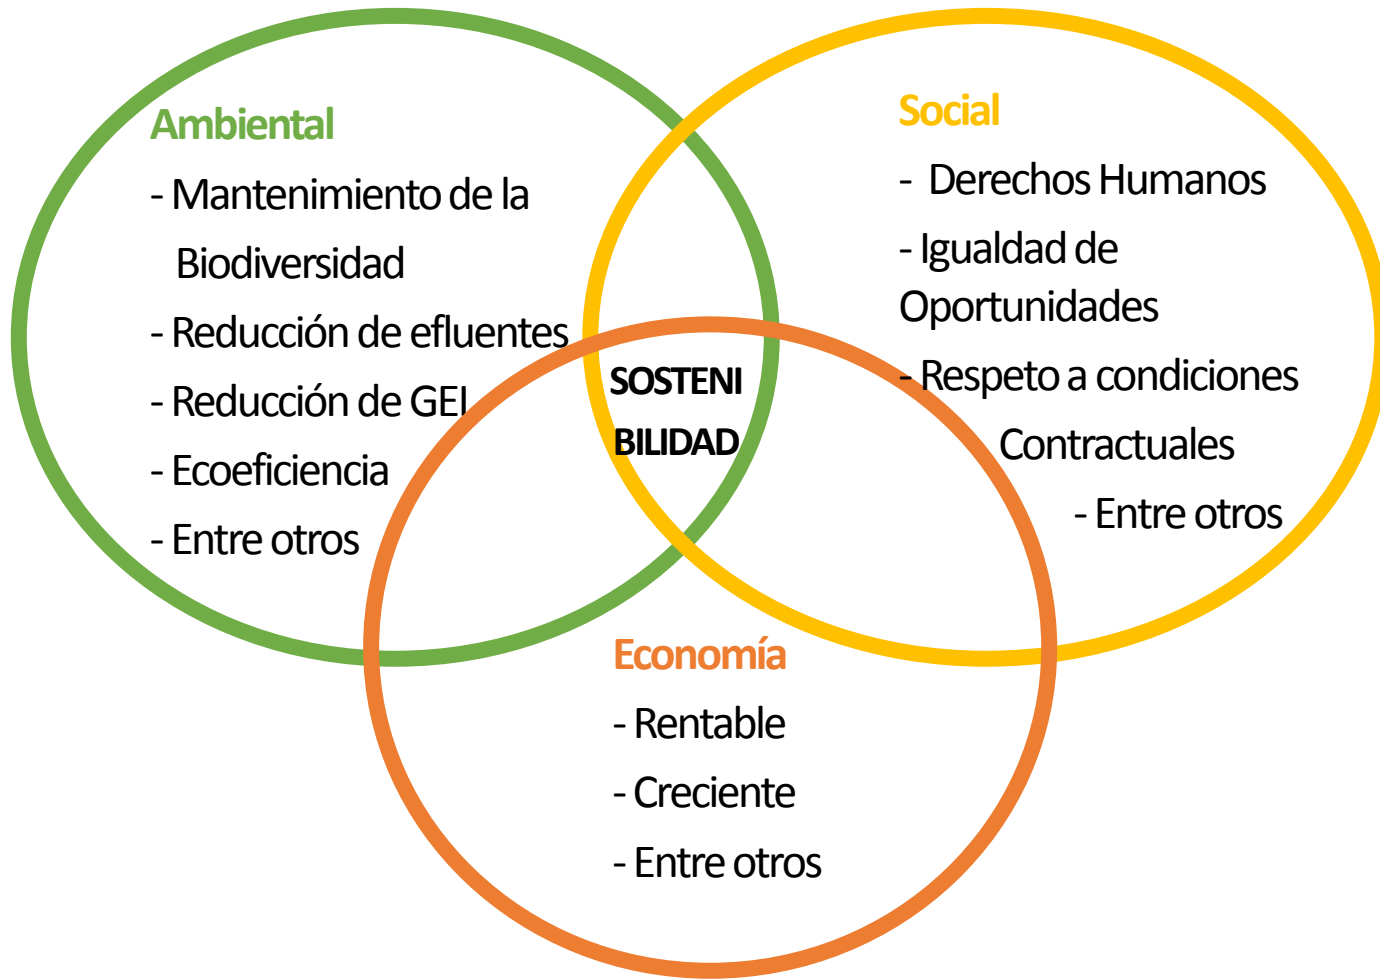 Ambiental
- Mantenimiento de la
Biodiversidad
- Reducción de efluentes
- Reducción de GEI
- Ecoeficiencia
- Entre otros
Social
- Derechos Humanos
- Igualdad de
Oportunidades
- Respeto a condiciones
Contractuales
- Entre otros
SOSTENI
BILIDAD
Economía
- Rentable
- Creciente
- Entre otros